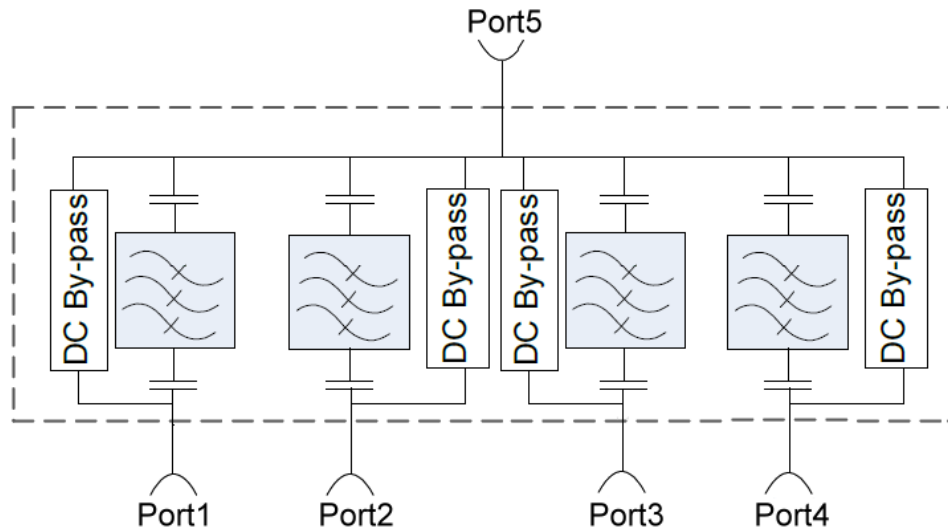 Port5
DC By-pass
DC By-pass
DC By-pass
DC By-pass
Port1
Port2
Port3
Port4